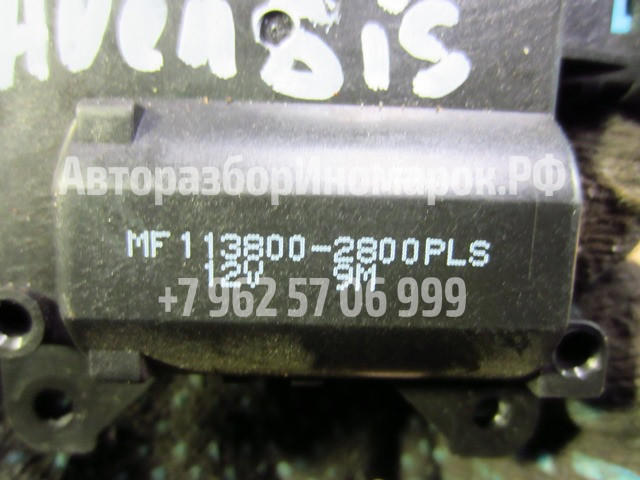 Avensis
АвторазборИномарок.РФ
MF113800-2800PLS
12V 9M
+7 962 57 06 999